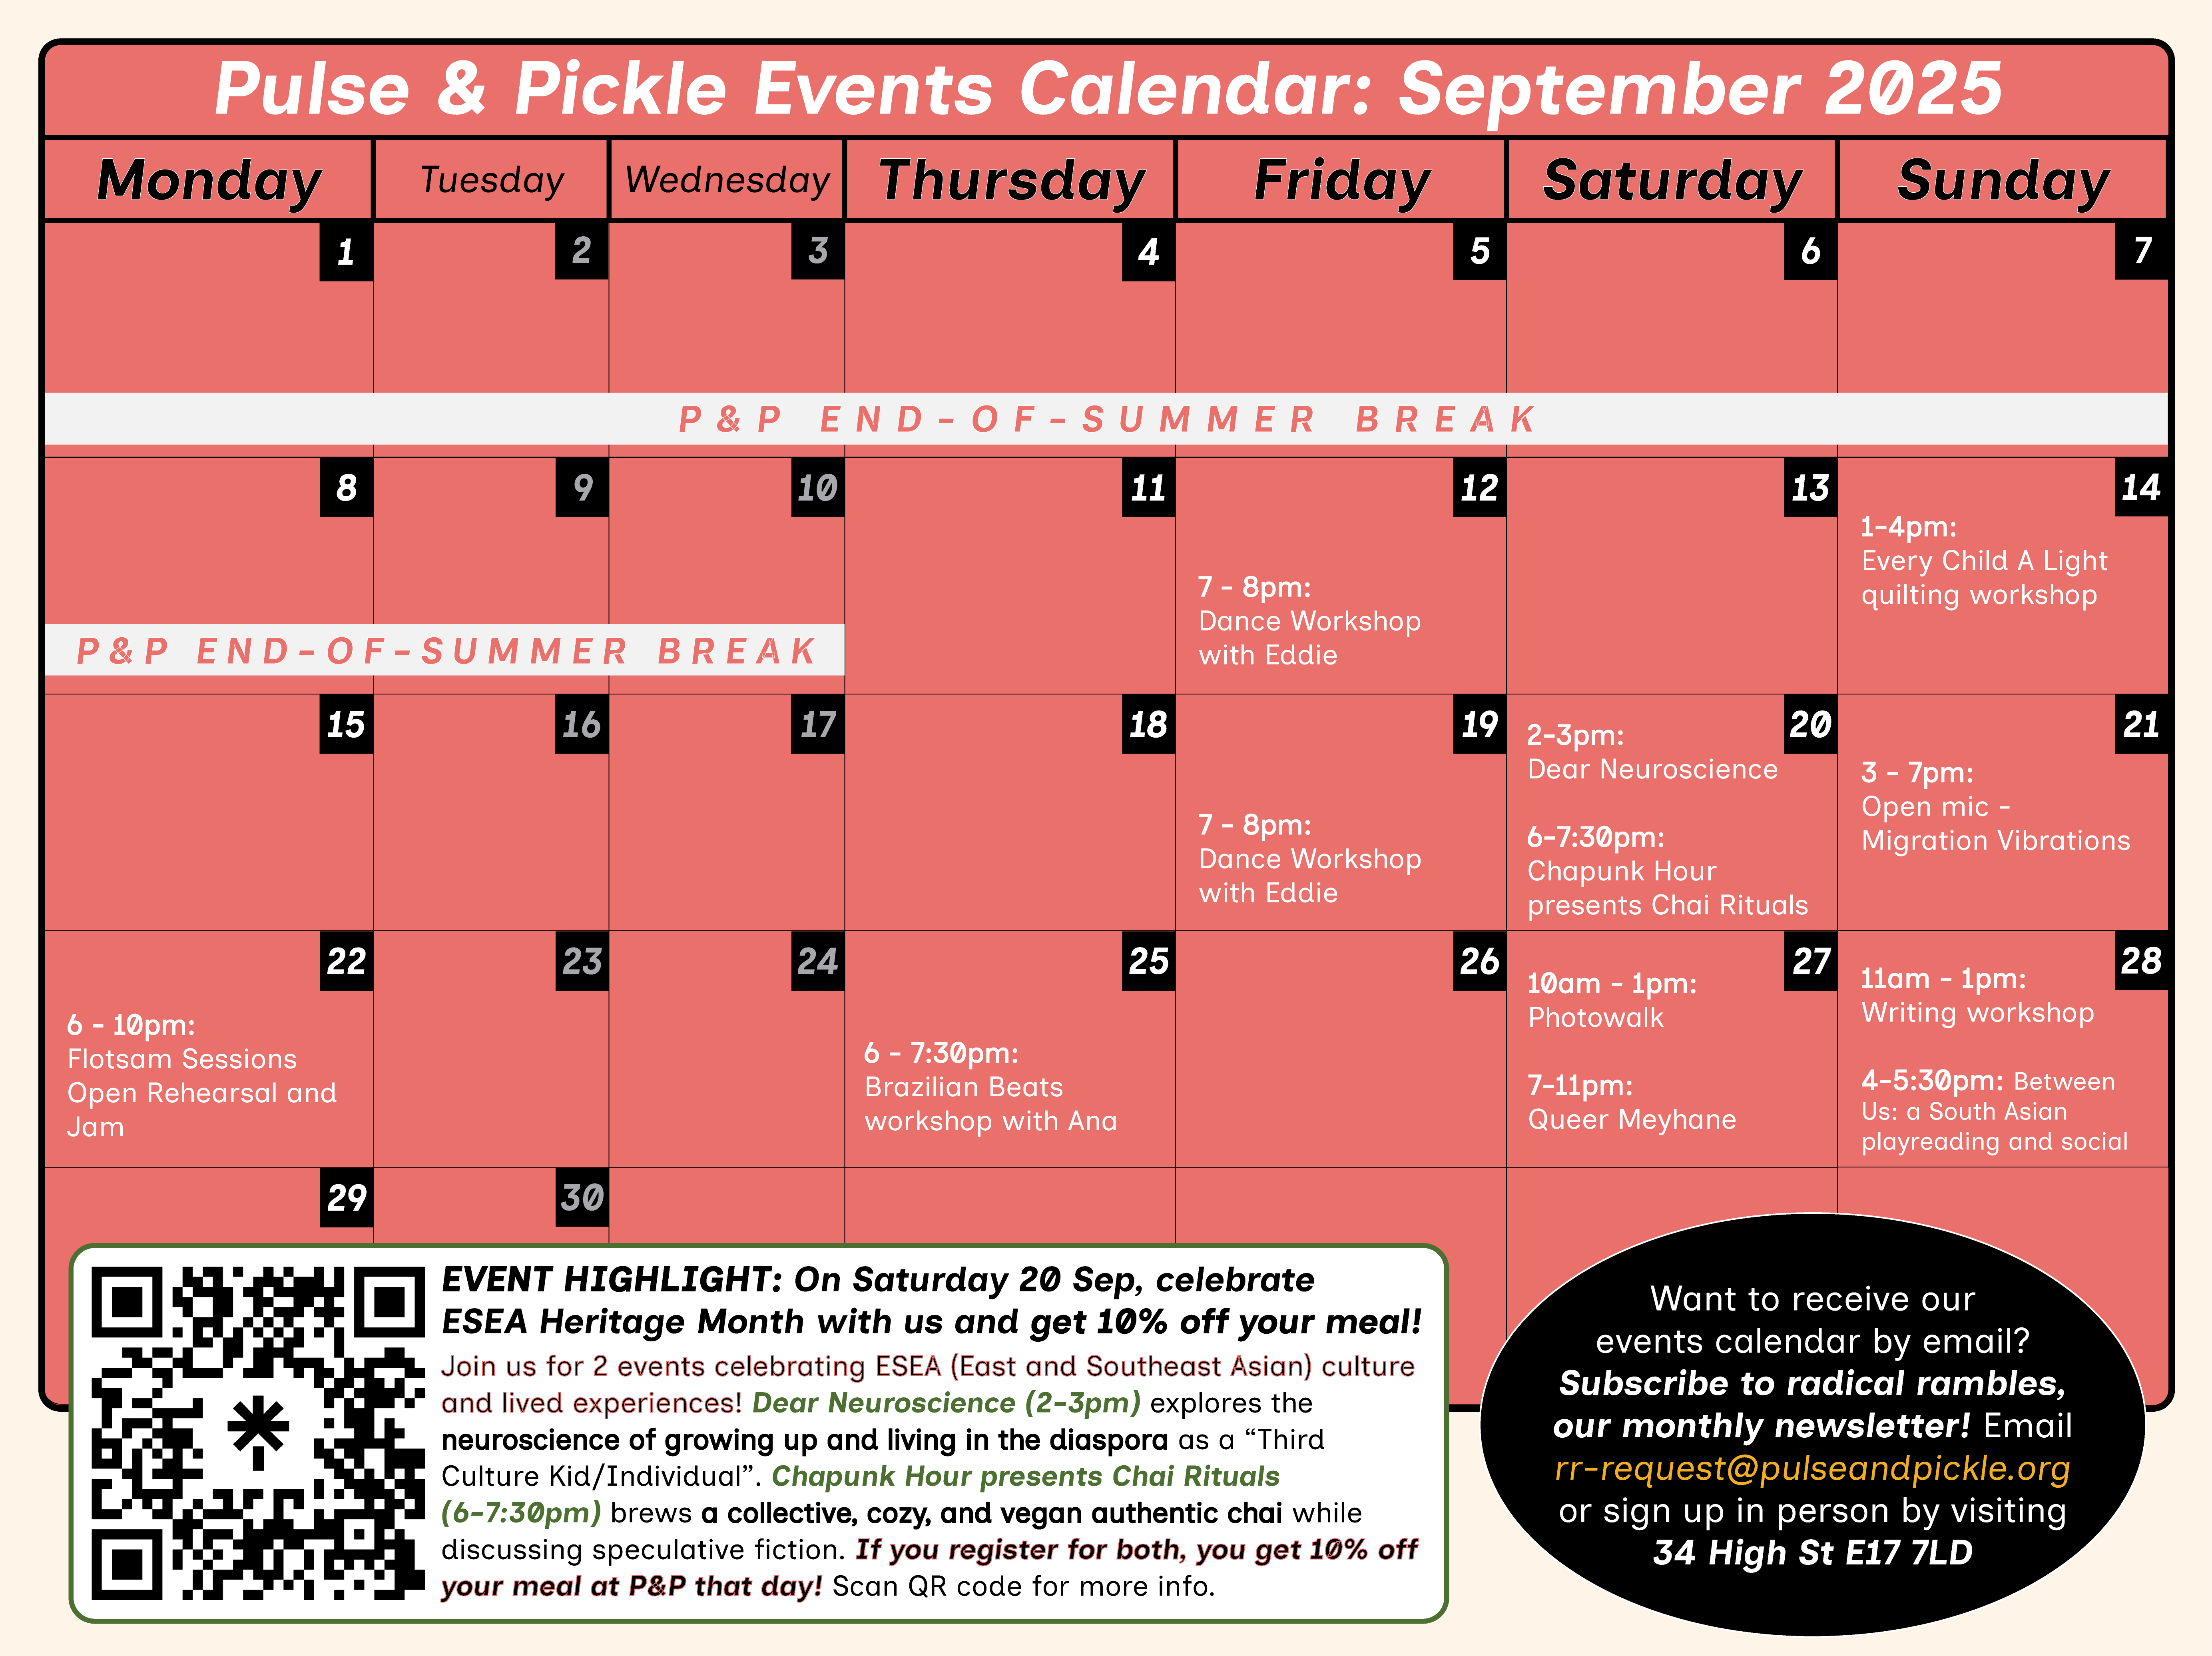 Pulse & Pickle Events Calendar: September 2025
Monday Tuesday Wednesday Thursday Friday Saturday Sunday
1 2 3 4 5 6 7
P&P END-OF-SUMMER BREAK
8 9 10 11 12 13 14
P&P END-OF-SUMMER BREAK
7 - 8pm:
Dance Workshop
with Eddie
1-4pm:
Every Child A Light
quilting workshop
15 16 17 18 19 20 21
7 - 8pm:
Dance Workshop
with Eddie
2-3pm:
Dear Neuroscience
6-7:30pm:
Chapunk Hour
presents Chai Rituals
3 - 7pm:
Open mic -
Migration Vibrations
22 23 24 25 26 27 28
6 - 10pm:
Flotsam Sessions
Open Rehearsal and
Jam
6 - 7:30pm:
Brazilian Beats
workshop with Ana
10am - 1pm:
Photowalk
7-11pm:
Queer Meyhane
11am - 1pm:
Writing workshop
4-5:30pm: Between
Us: a South Asian
playreading and social
29 30
EVENT HIGHLIGHT: On Saturday 20 Sep, celebrate
ESEA Heritage Month with us and get 10% off your meal!
Join us for 2 events celebrating ESEA (East and Southeast Asian) culture
and lived experiences! Dear Neuroscience (2-3pm) explores the
neuroscience of growing up and living in the diaspora as a “Third
Culture Kid/Individual”. Chapunk Hour presents Chai Rituals
(6-7:30pm) brews a collective, cozy, and vegan authentic chai while
discussing speculative fiction. If you register for both, you get 10% off
your meal at P&P that day! Scan QR code for more info.
Want to receive our
events calendar by email?
Subscribe to radical rambles,
our monthly newsletter! Email
rr-request@pulseandpickle.org
or sign up in person by visiting
34 High St E17 7LD